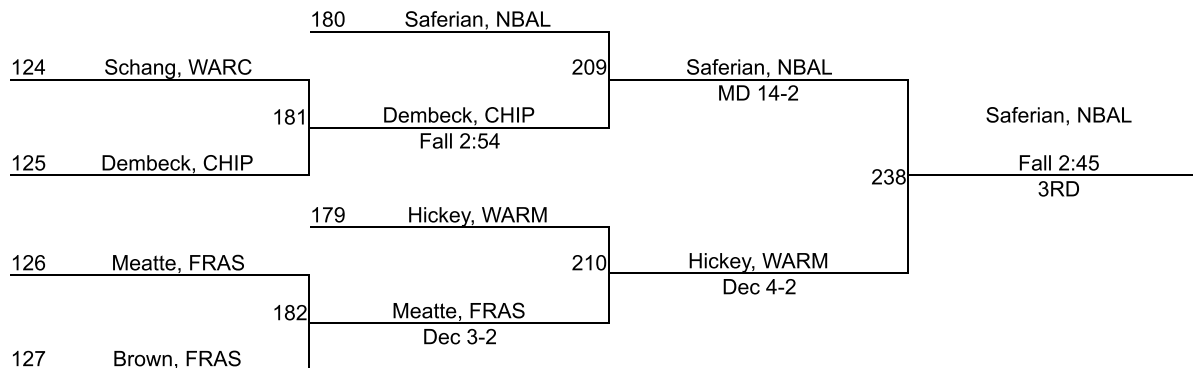 180 Saferian, NBAL
124 Schang, WARC
209 Saferian, NBAL
MD 14-2
181 Dembeck, CHIP
Fall 2:54
Saferian, NBAL
125 Dembeck, CHIP
Fall 2:45
238
3RD
179 Hickey, WARM
126 Meatte, FRAS
210 Hickey, WARM
Dec 4-2
182 Meatte, FRAS
Dec 3-2
127 Brown, FRAS